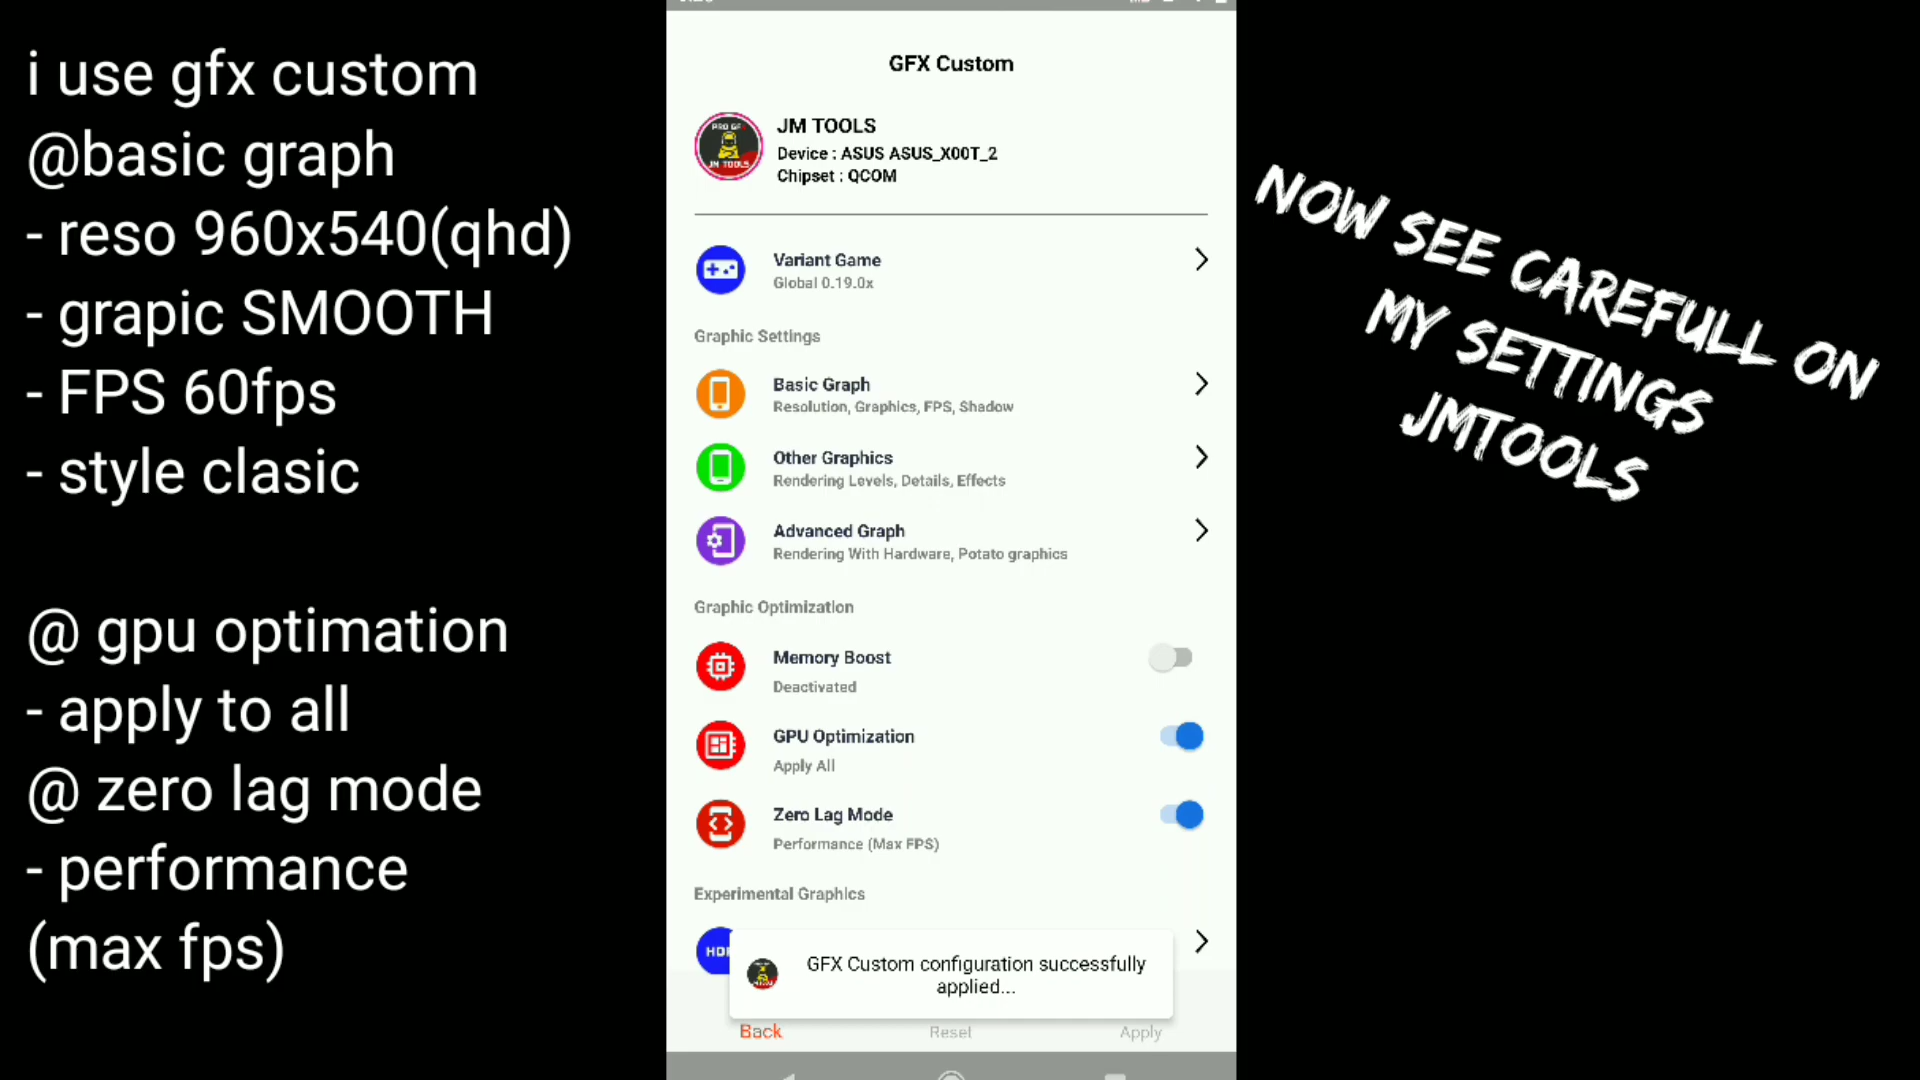 i use gfx custom
@basic graph
- reso 960x540(qhd)
- grapic SMOOTH
- FPS 60fps
- style clasic
@ gpu optimation
- apply to all
@ zero lag mode
- performance
(max fps)
GFX Custom
JM TOOLS
Device : ASUS ASUS_X00T_2
Chipset : QCOM
Variant Game
Global 0.19.0x
Graphic Settings
Basic Graph
Resolution, Graphics, FPS, Shadow
Other Graphics
Rendering Levels, Details, Effects
Advanced Graph
Rendering With Hardware, Potato graphics
Graphic Optimization
Memory Boost
Deactivated
GPU Optimization
Apply All
Zero Lag Mode
Performance (Max FPS)
Experimental Graphics
GFX Custom configuration successfully
applied...
Back
Reset
Apply
NOW SEE CAREFULL ON
MY SETTINGS
JMTOOLS